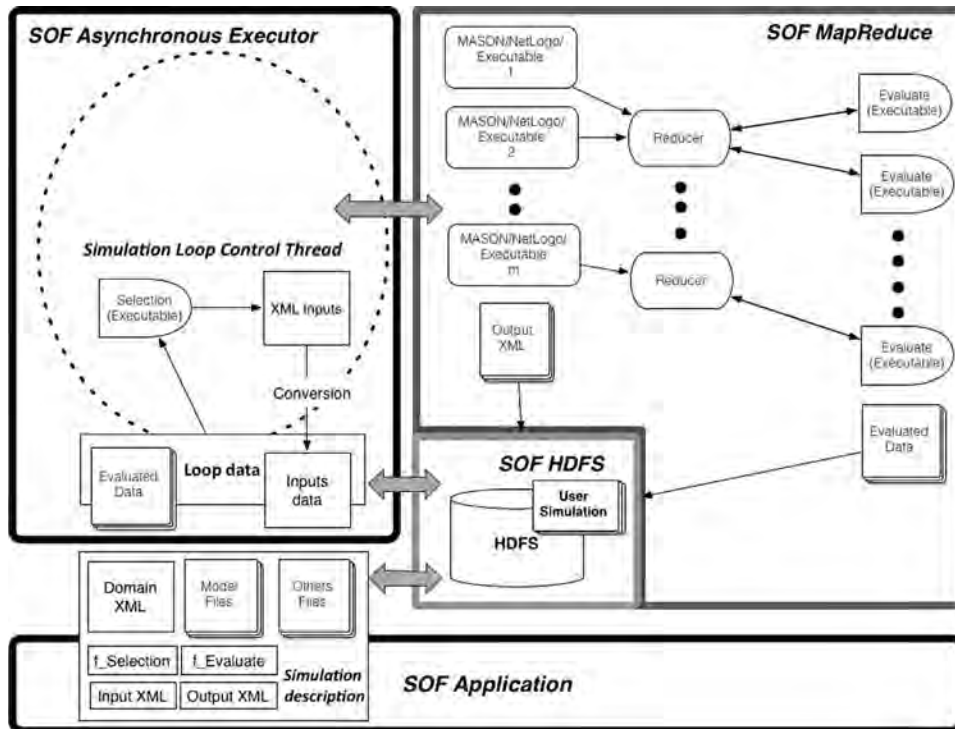 SOF Asynchronous Executor
Simulation Loop Control Thread
Selection
(Executable)
XML Inputs
Conversion
Loop data
Evaluated
Data
Inputs
data
SOF MapReduce
MASON/NetLogo/
Executable
1
MASON/NetLogo/
Executable
2
MASON/NetLogo/
Executable
m
Reducer
Reducer
Evaluate
(Executable)
Evaluate
(Executable)
Evaluate
(Executable)
Output
XML
Evaluated
Data
SOF HDFS
User
Simulation
HDFS
Domain
XML
Model
Files
Others
Files
f_Selection
f_Evaluate
Input XML
Output XML
Simulation
description
SOF Application